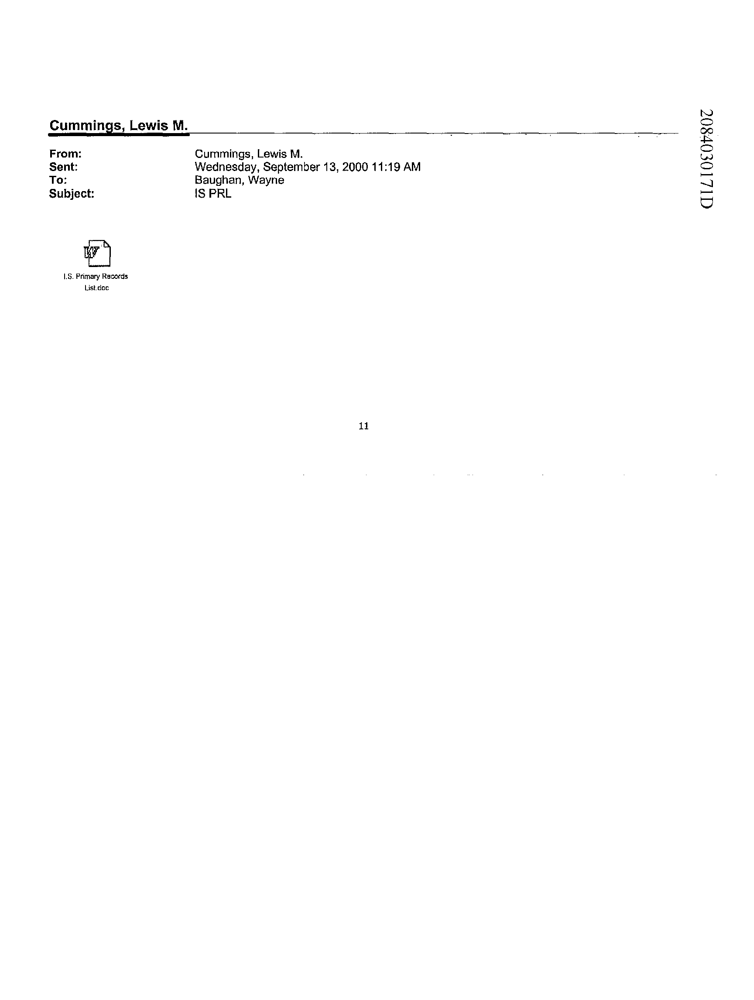 Cummings, Lewis M.
From: Cummings, Lewis M.
Sent: Wednesday, September 13, 2000 11:19 AM
To: Baughan, Wayne
Subject: IS PRL
W
I.S. Primary Records
List.doc
11
2084030171D